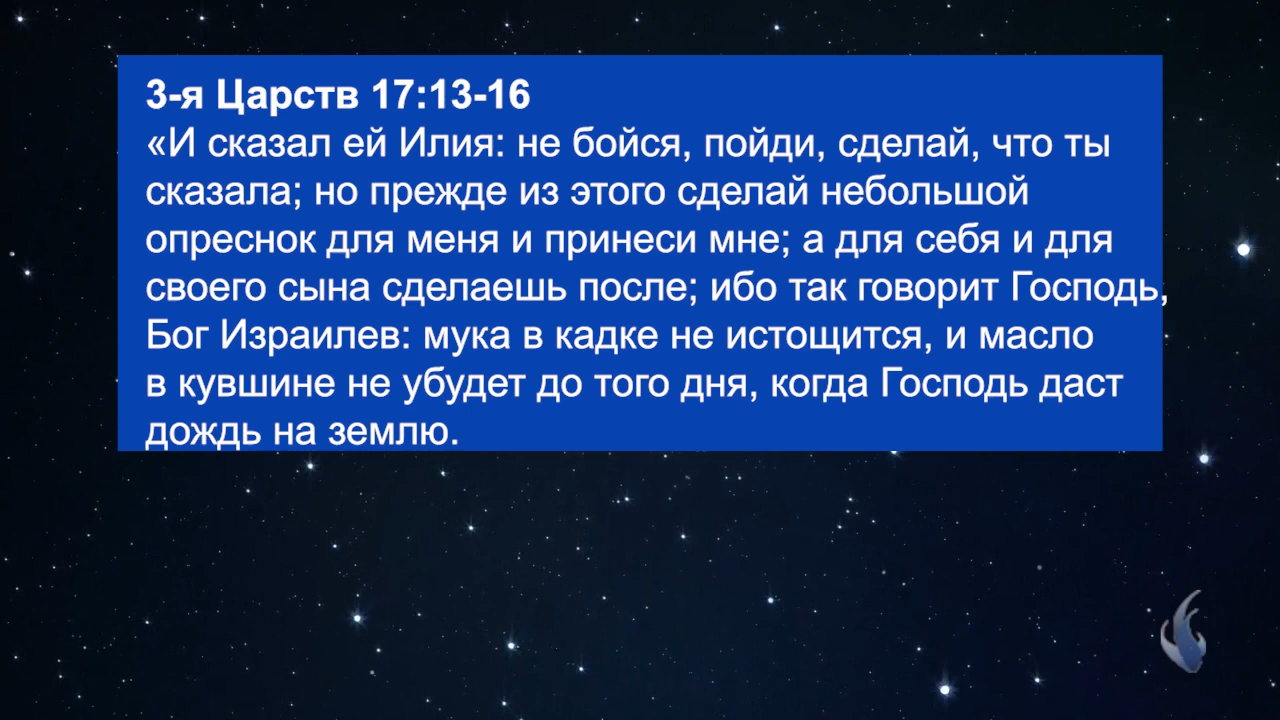 3-я Царств 17:13-16
«И сказал ей Илия: не бойся, пойди, сделай, что ты
сказала; но прежде из этого сделай небольшой
опреснок для меня и принеси мне; а для себя и для
своего сына сделаешь после; ибо так говорит Господь,
Бог Израилев: мука в кадке не истощится, и масло
в кувшине не убудет до того дня, когда Господь даст
дождь на землю.